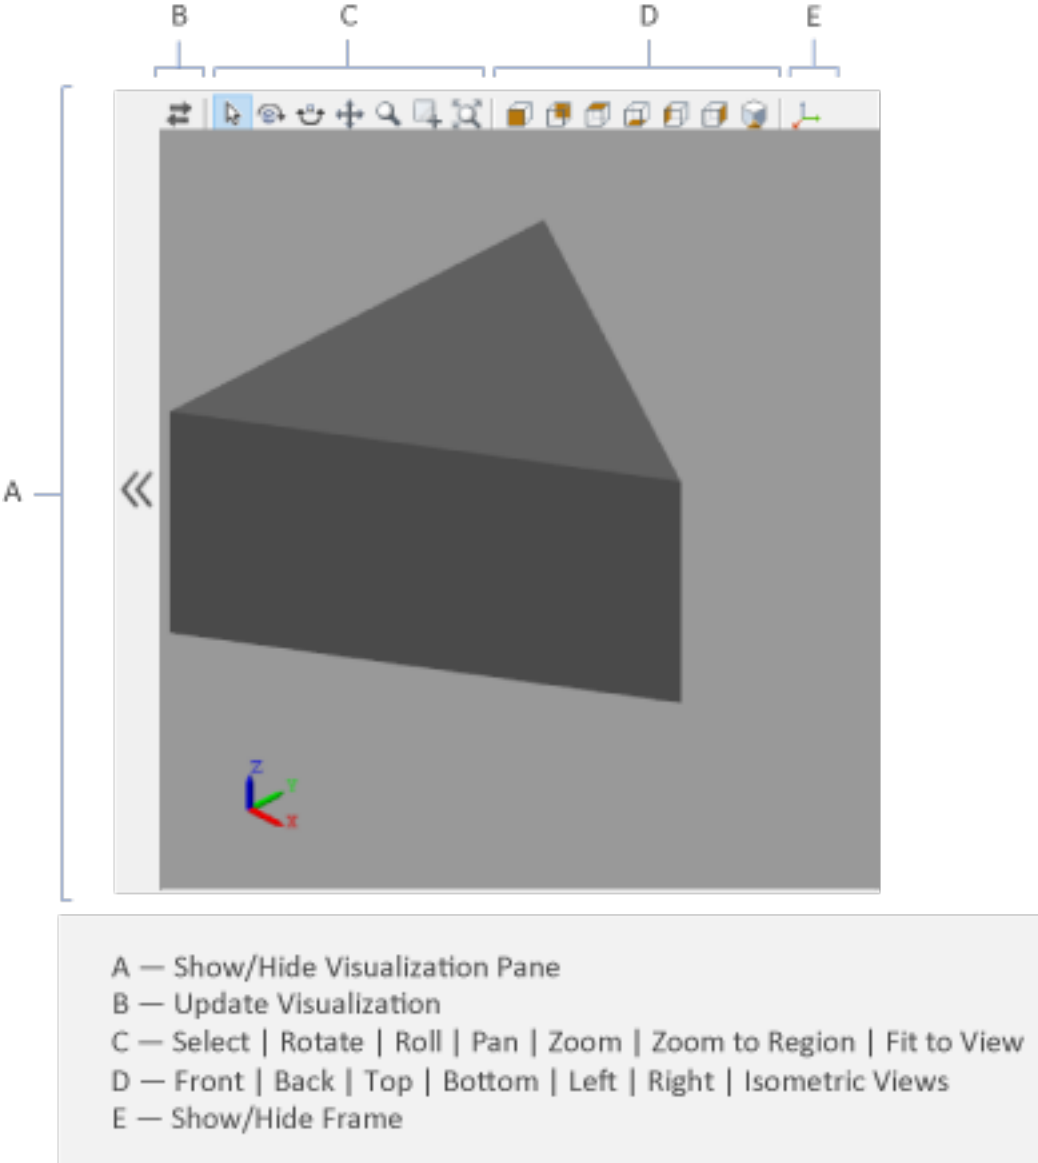 B C D E
A
Z
Y
X
A — Show/Hide Visualization Pane
B — Update Visualization
C — Select | Rotate | Roll | Pan | Zoom | Zoom to Region | Fit to View
D — Front | Back | Top | Bottom | Left | Right | Isometric Views
E — Show/Hide Frame